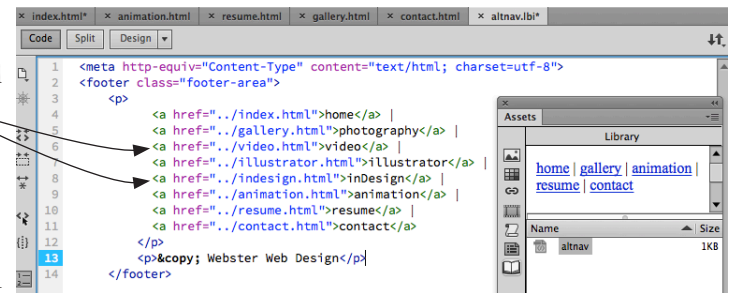 index.html* animation.html resume.html gallery.html contact.html altnav.lbi*
Code Split Design
1 <meta http-equiv="Content-Type" content="text/html; charset=utf-8">
2 <footer class="footer-area">
3 <p>
4 <a href="../index.html">home</a> |
5 <a href="../gallery.html">photography</a> |
6 <a href="../video.html">video</a> |
7 <a href="../illustrator.html">illustrator</a> |
8 <a href="../indesign.html">inDesign</a> |
9 <a href="../animation.html">animation</a> |
10 <a href="../resume.html">resume</a> |
11 <a href="../contact.html">contact</a>
12 </p>
13 <p>&copy; Webster Web Design</p>
14 </footer>
Assets
Library
home | gallery | animation |
resume | contact
Name Size
altnav 1KB